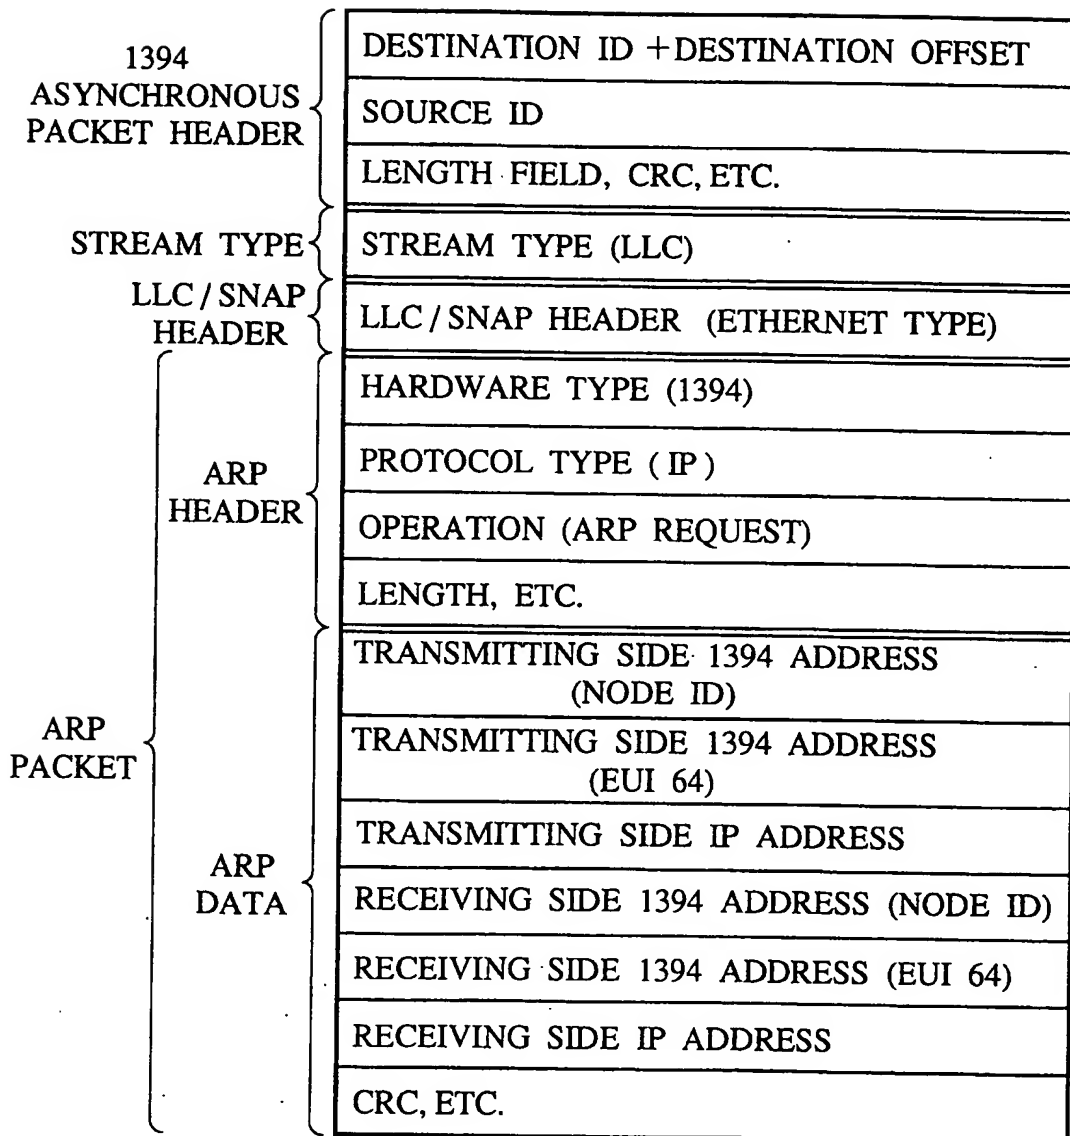 1394
ASYNCHRONOUS
PACKET HEADER
DESTINATION ID +DESTINATION OFFSET
SOURCE ID
LENGTH FIELD, CRC, ETC.
STREAM TYPE
STREAM TYPE (LLC)
LLC / SNAP
HEADER
LLC / SNAP HEADER (ETHERNET TYPE)
ARP
PACKET
ARP
HEADER
HARDWARE TYPE (1394)
PROTOCOL TYPE ( IP )
OPERATION (ARP REQUEST)
LENGTH, ETC.
ARP
DATA
TRANSMITTING SIDE 1394 ADDRESS
(NODE ID)
TRANSMITTING SIDE 1394 ADDRESS
(EUI 64)
TRANSMITTING SIDE IP ADDRESS
RECEIVING SIDE 1394 ADDRESS (NODE ID)
RECEIVING SIDE 1394 ADDRESS (EUI 64)
RECEIVING SIDE IP ADDRESS
CRC, ETC.